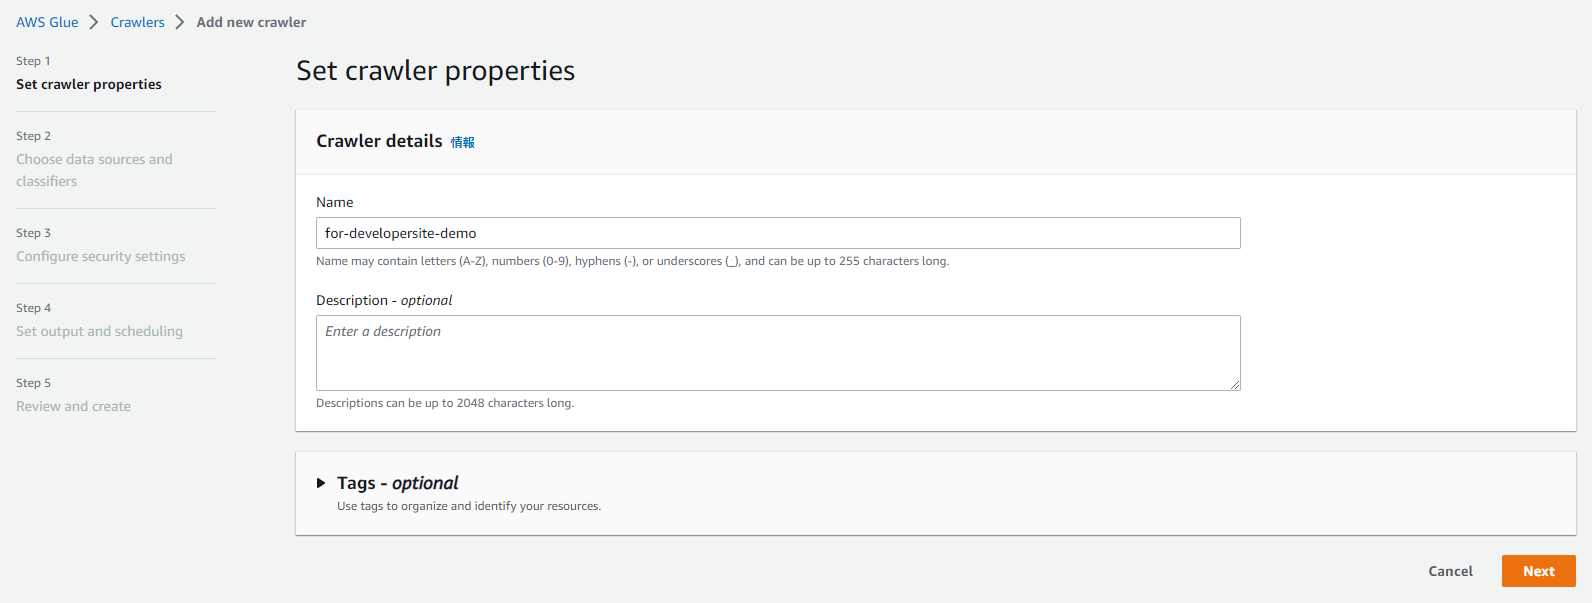 AWS Glue > Crawlers > Add new crawler
Step 1
Set crawler properties
Step 2
Choose data sources and
classifiers
Step 3
Configure security settings
Step 4
Set output and scheduling
Step 5
Review and create
Set crawler properties
Crawler details 情報
Name
for-developersite-demo
Name may contain letters (A-Z), numbers (0-9), hyphens (-), or underscores (_), and can be up to 255 characters long.
Description - optional
Enter a description
Descriptions can be up to 2048 characters long.
Tags - optional
Use tags to organize and identify your resources.
Cancel Next